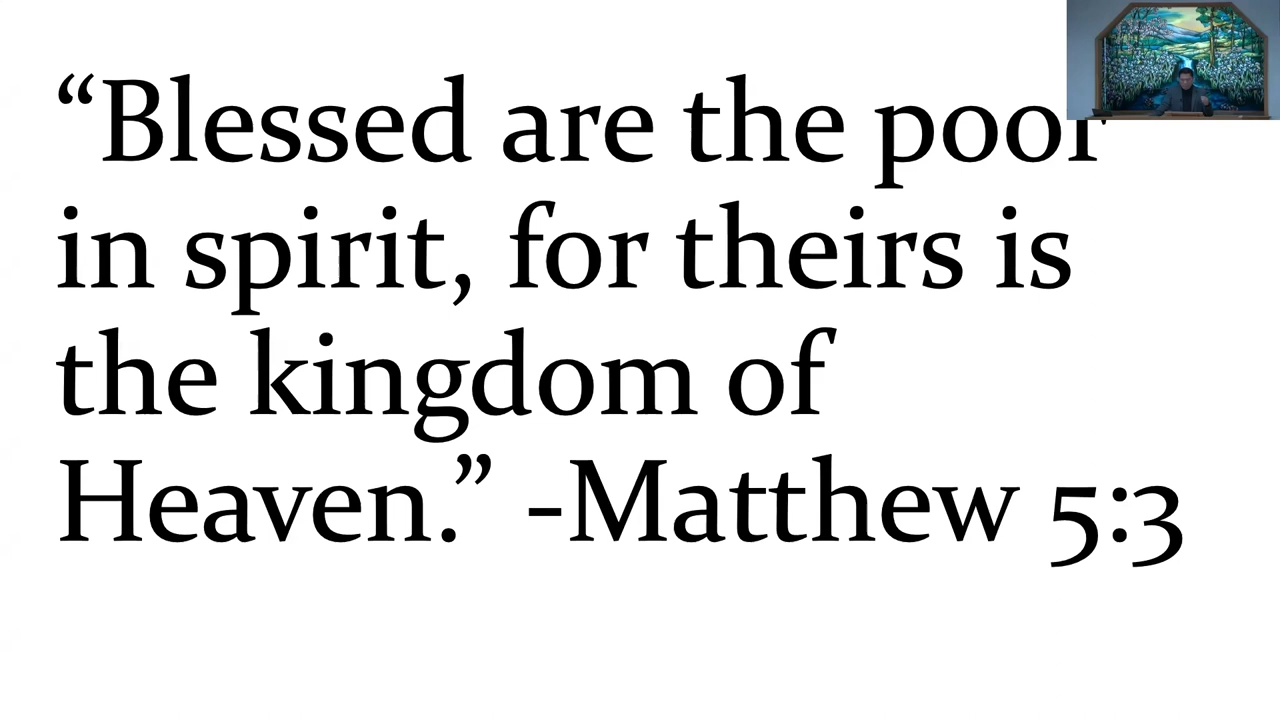 “Blessed are the poor
in spirit, for theirs is
the kingdom of
Heaven.” -Matthew 5:3